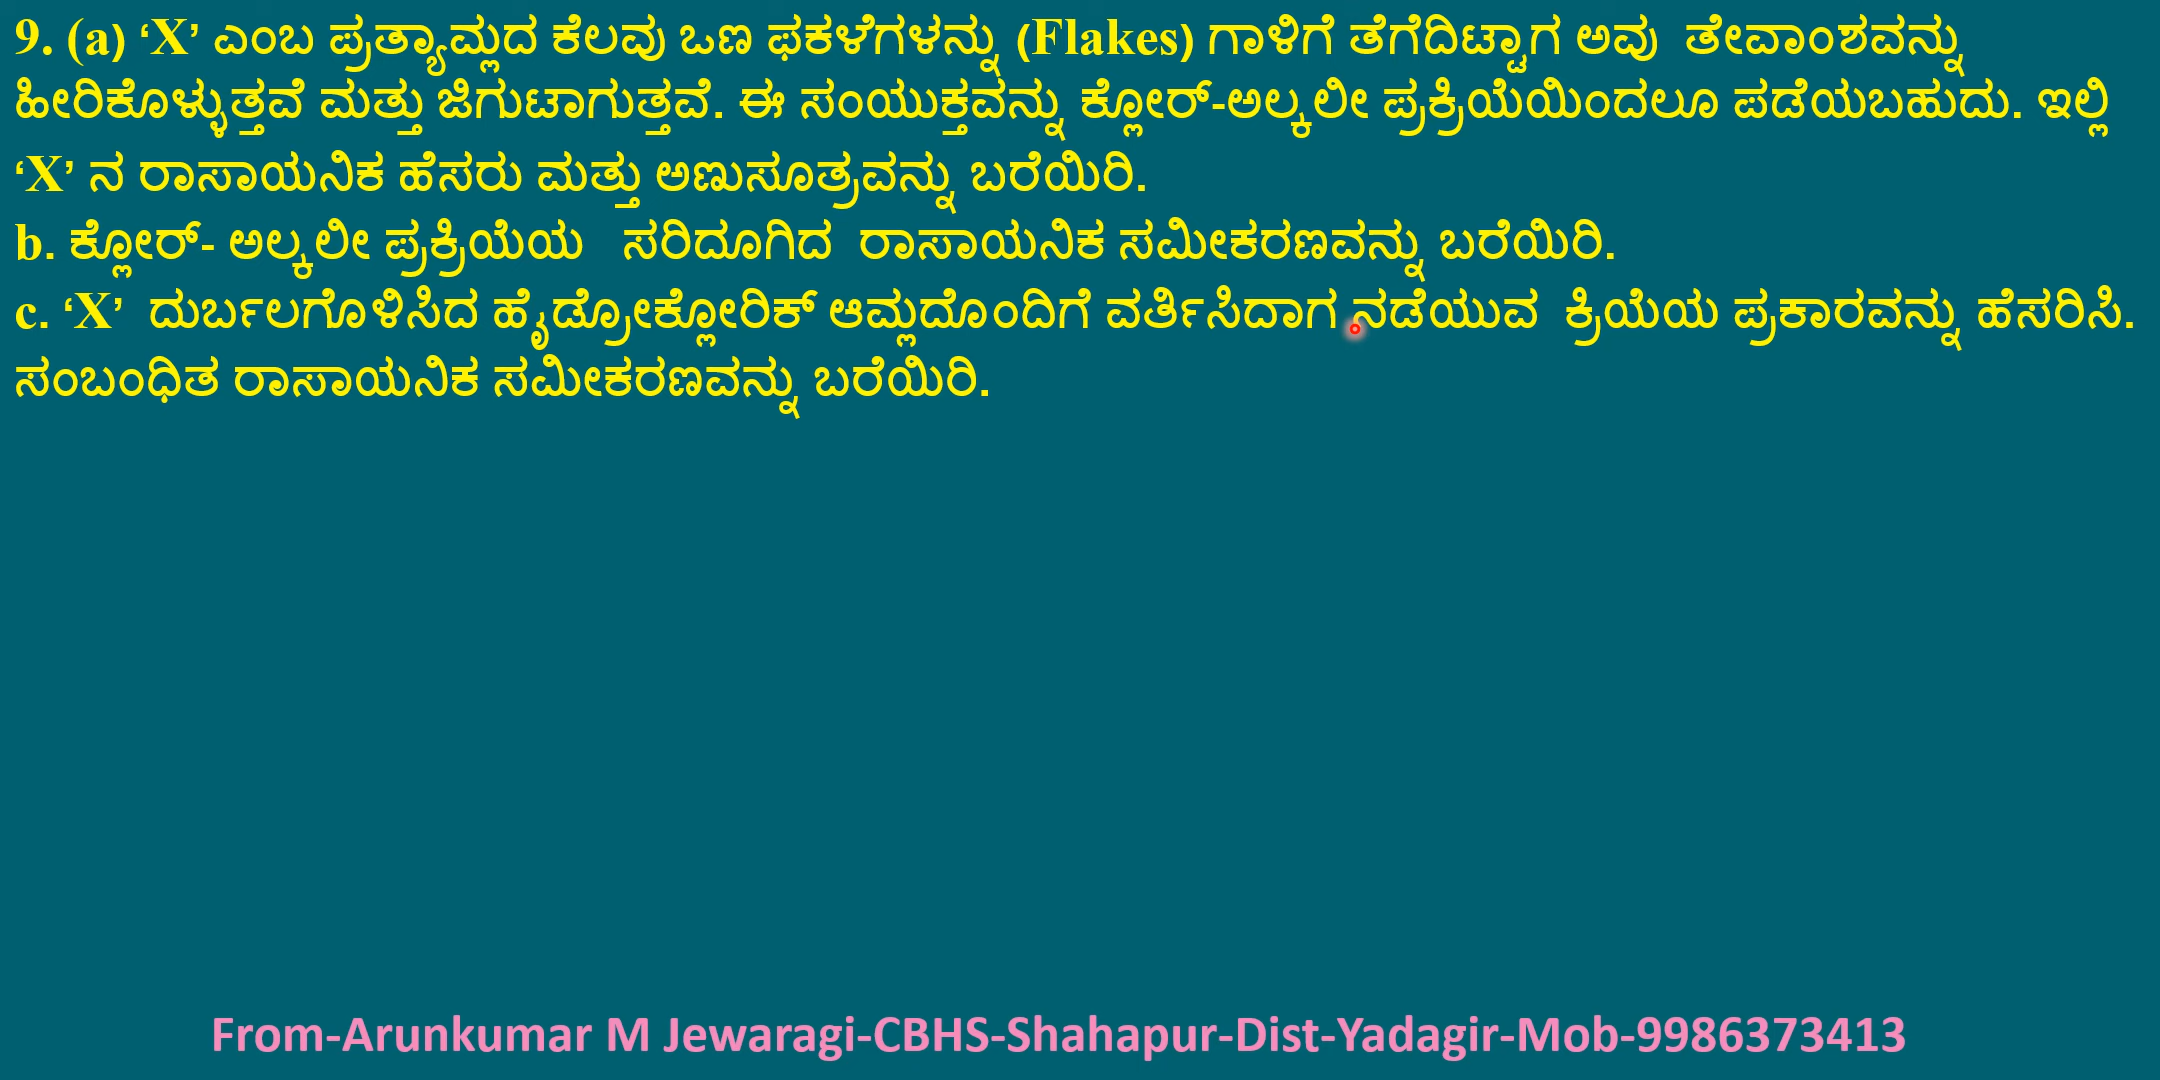 9. (a) ‘X’ ಎಂಬ ಪ್ರತ್ಯಾಮ್ಲದ ಕೆಲವು ಒಣ ಫಕಳೆಗಳನ್ನು (Flakes) ಗಾಳಿಗೆ ತೆಗೆದಿಟ್ಟಾಗ ಅವು ತೇವಾಂಶವನ್ನು
ಹೀರಿಕೊಳ್ಳುತ್ತವೆ ಮತ್ತು ಜಿಗುಟಾಗುತ್ತವೆ. ಈ ಸಂಯುಕ್ತವನ್ನು ಕ್ಲೋರ್-ಅಲ್ಕಲೀ ಪ್ರಕ್ರಿಯೆಯಿಂದಲೂ ಪಡೆಯಬಹುದು. ಇಲ್ಲಿ
‘X’ ನ ರಾಸಾಯನಿಕ ಹೆಸರು ಮತ್ತು ಅಣುಸೂತ್ರವನ್ನು ಬರೆಯಿರಿ.
b. ಕ್ಲೋರ್- ಅಲ್ಕಲೀ ಪ್ರಕ್ರಿಯೆಯ ಸರಿದೂಗಿದ ರಾಸಾಯನಿಕ ಸಮೀಕರಣವನ್ನು ಬರೆಯಿರಿ.
c. ‘X’ ದುರ್ಬಲಗೊಳಿಸಿದ ಹೈಡ್ರೋಕ್ಲೋರಿಕ್ ಆಮ್ಲದೊಂದಿಗೆ ವರ್ತಿಸಿದಾಗ ನಡೆಯುವ ಕ್ರಿಯೆಯ ಪ್ರಕಾರವನ್ನು ಹೆಸರಿಸಿ.
ಸಂಬಂಧಿತ ರಾಸಾಯನಿಕ ಸಮೀಕರಣವನ್ನು ಬರೆಯಿರಿ.
From-Arunkumar M Jewaragi-CBHS-Shahapur-Dist-Yadagir-Mob-9986373413